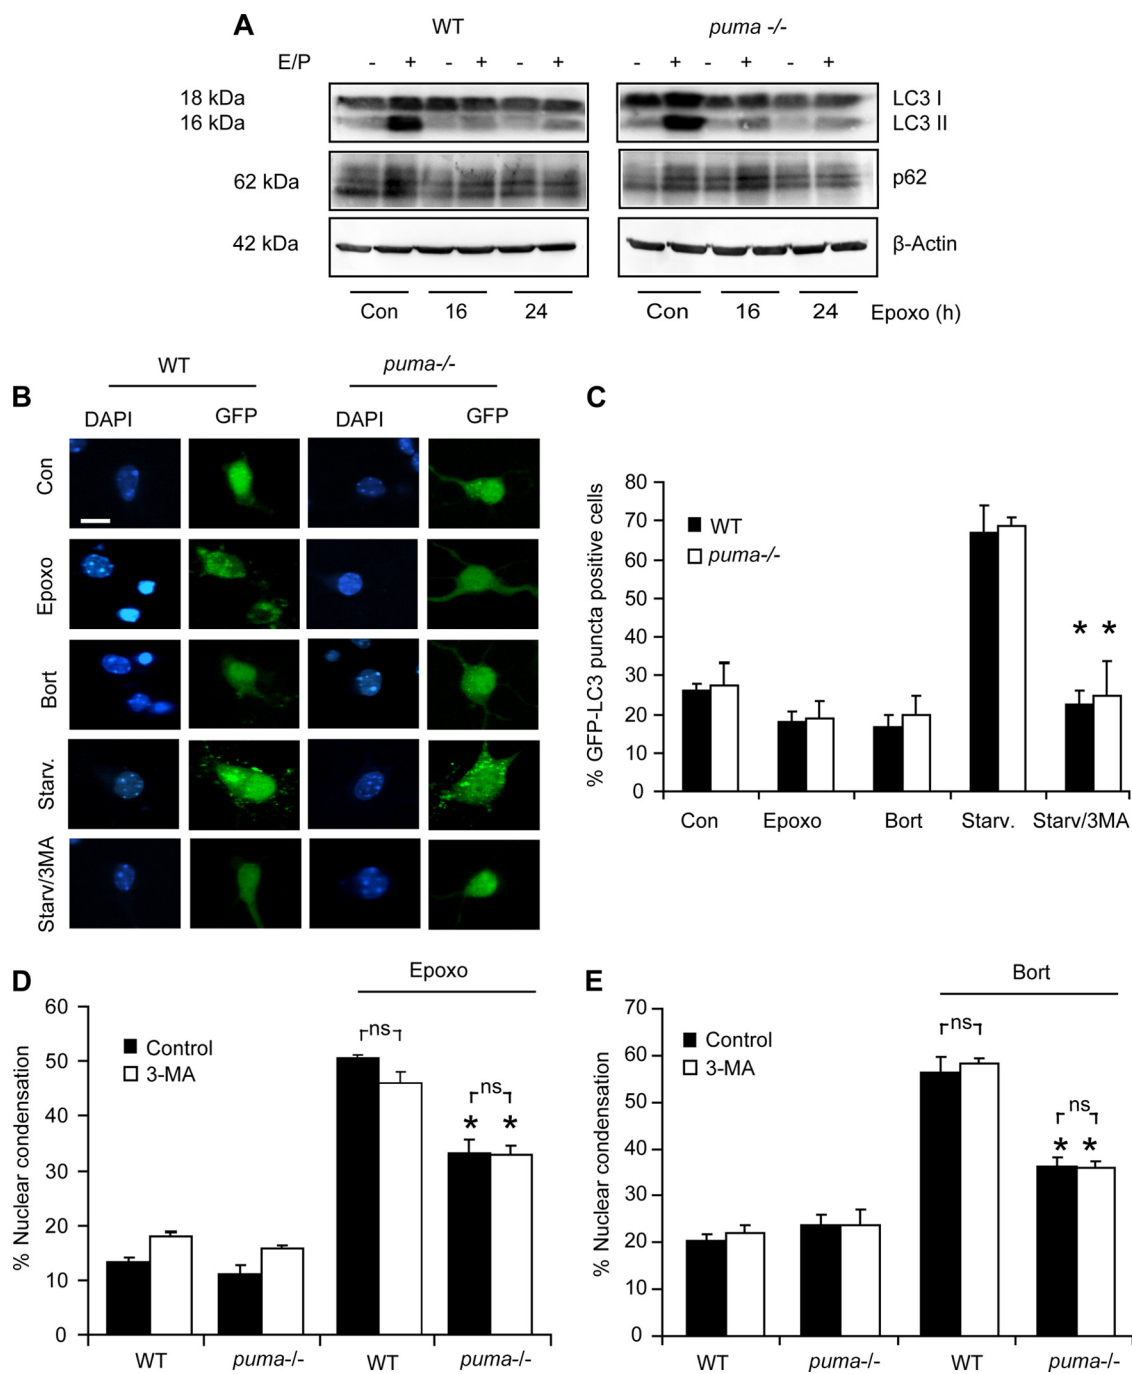 A
WT puma -/-
E/P - + - + - + - + - + - +
18 kDa LC3 I
16 kDa LC3 II
62 kDa p62
42 kDa β-Actin
Con 16 24 Con 16 24 Epoxo (h)
B
WT puma-/-
DAPI GFP DAPI GFP
Con
Epoxo
Bort
Starv.
Starv/3MA
C
% GFP-LC3 puncta positive cells
80
70
60
50
40
30
20
10
0
WT
puma-/-
* *
Con Epoxo Bort Starv. Starv/3MA
D
Epoxo
% Nuclear condensation
60
50
40
30
20
10
0
Control
3-MA
ns
ns
* *
WT puma-/- WT puma-/-
E
Bort
% Nuclear condensation
70
60
50
40
30
20
10
0
Control
3-MA
ns
ns
* *
WT puma-/- WT puma-/-